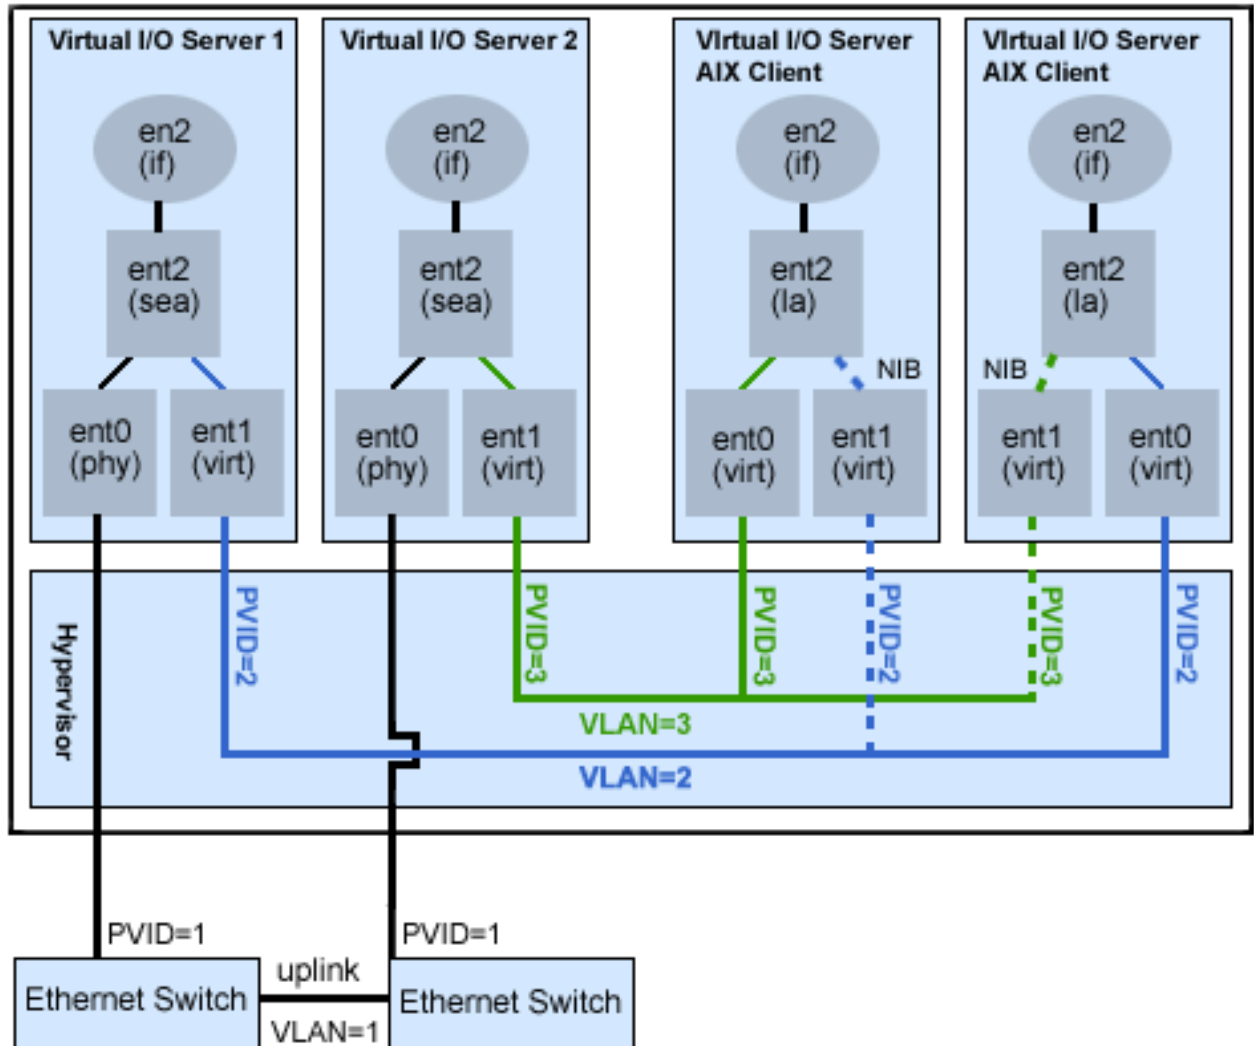 Virtual I/O Server 1
en2
(if)
ent2
(sea)
ent0
(phy)
ent1
(virt)
Virtual I/O Server 2
en2
(if)
ent2
(sea)
ent0
(phy)
ent1
(virt)
VIrtual I/O Server
AIX Client
en2
(if)
ent2
(la)
NIB
ent0
(virt)
ent1
(virt)
VIrtual I/O Server
AIX Client
en2
(if)
ent2
(la)
NIB
ent1
(virt)
ent0
(virt)
Hypervisor
PVID=2
PVID=3
PVID=3
PVID=2
PVID=3
PVID=2
VLAN=3
VLAN=2
PVID=1
PVID=1
Ethernet Switch
uplink
VLAN=1
Ethernet Switch